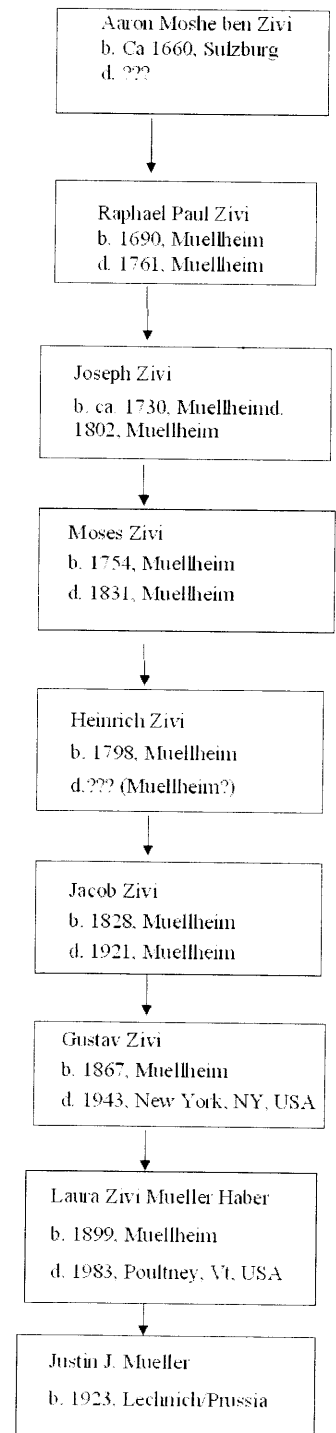 Aaron Moshe ben Zivi
b. Ca 1660, Sulzburg
d. ???
Raphael Paul Zivi
b. 1690, Muellheim
d. 1761, Muellheim
Joseph Zivi
b. ca. 1730, Muellheimd.
1802, Muellheim
Moses Zivi
b. 1754, Muellheim
d. 1831, Muellheim
Heinrich Zivi
b. 1798, Muellheim
d.??? (Muellheim?)
Jacob Zivi
b. 1828, Muellheim
d. 1921, Muellheim
Gustav Zivi
b. 1867, Muellheim
d. 1943, New York, NY, USA
Laura Zivi Mueller Haber
b. 1899, Muellheim
d. 1983, Poultney, Vt, USA
Justin J. Mueller
b. 1923, Lechnich/Prussia